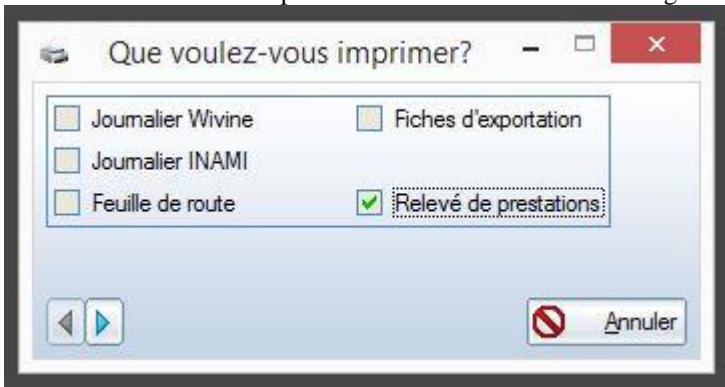 Que voulez-vous imprimer?
Journalier Wivine
Fiches d'exportation
Journalier INAMI
Feuille de route
Relevé de prestations
Annuler